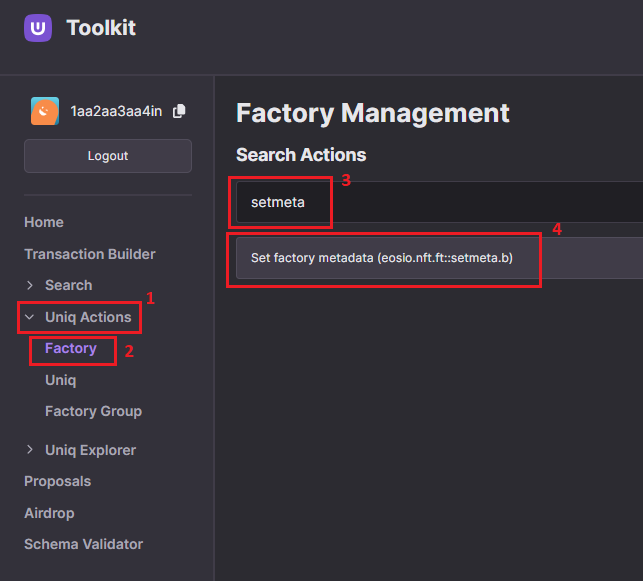 Toolkit
1aa2aa3aa4in
Logout
Home
Transaction Builder
Search
1
Uniq Actions
Factory
2
Uniq
Factory Group
Uniq Explorer
Proposals
Airdrop
Schema Validator
Factory Management
Search Actions
setmeta
3
4
Set factory metadata (eosio.nft.ft::setmeta.b)